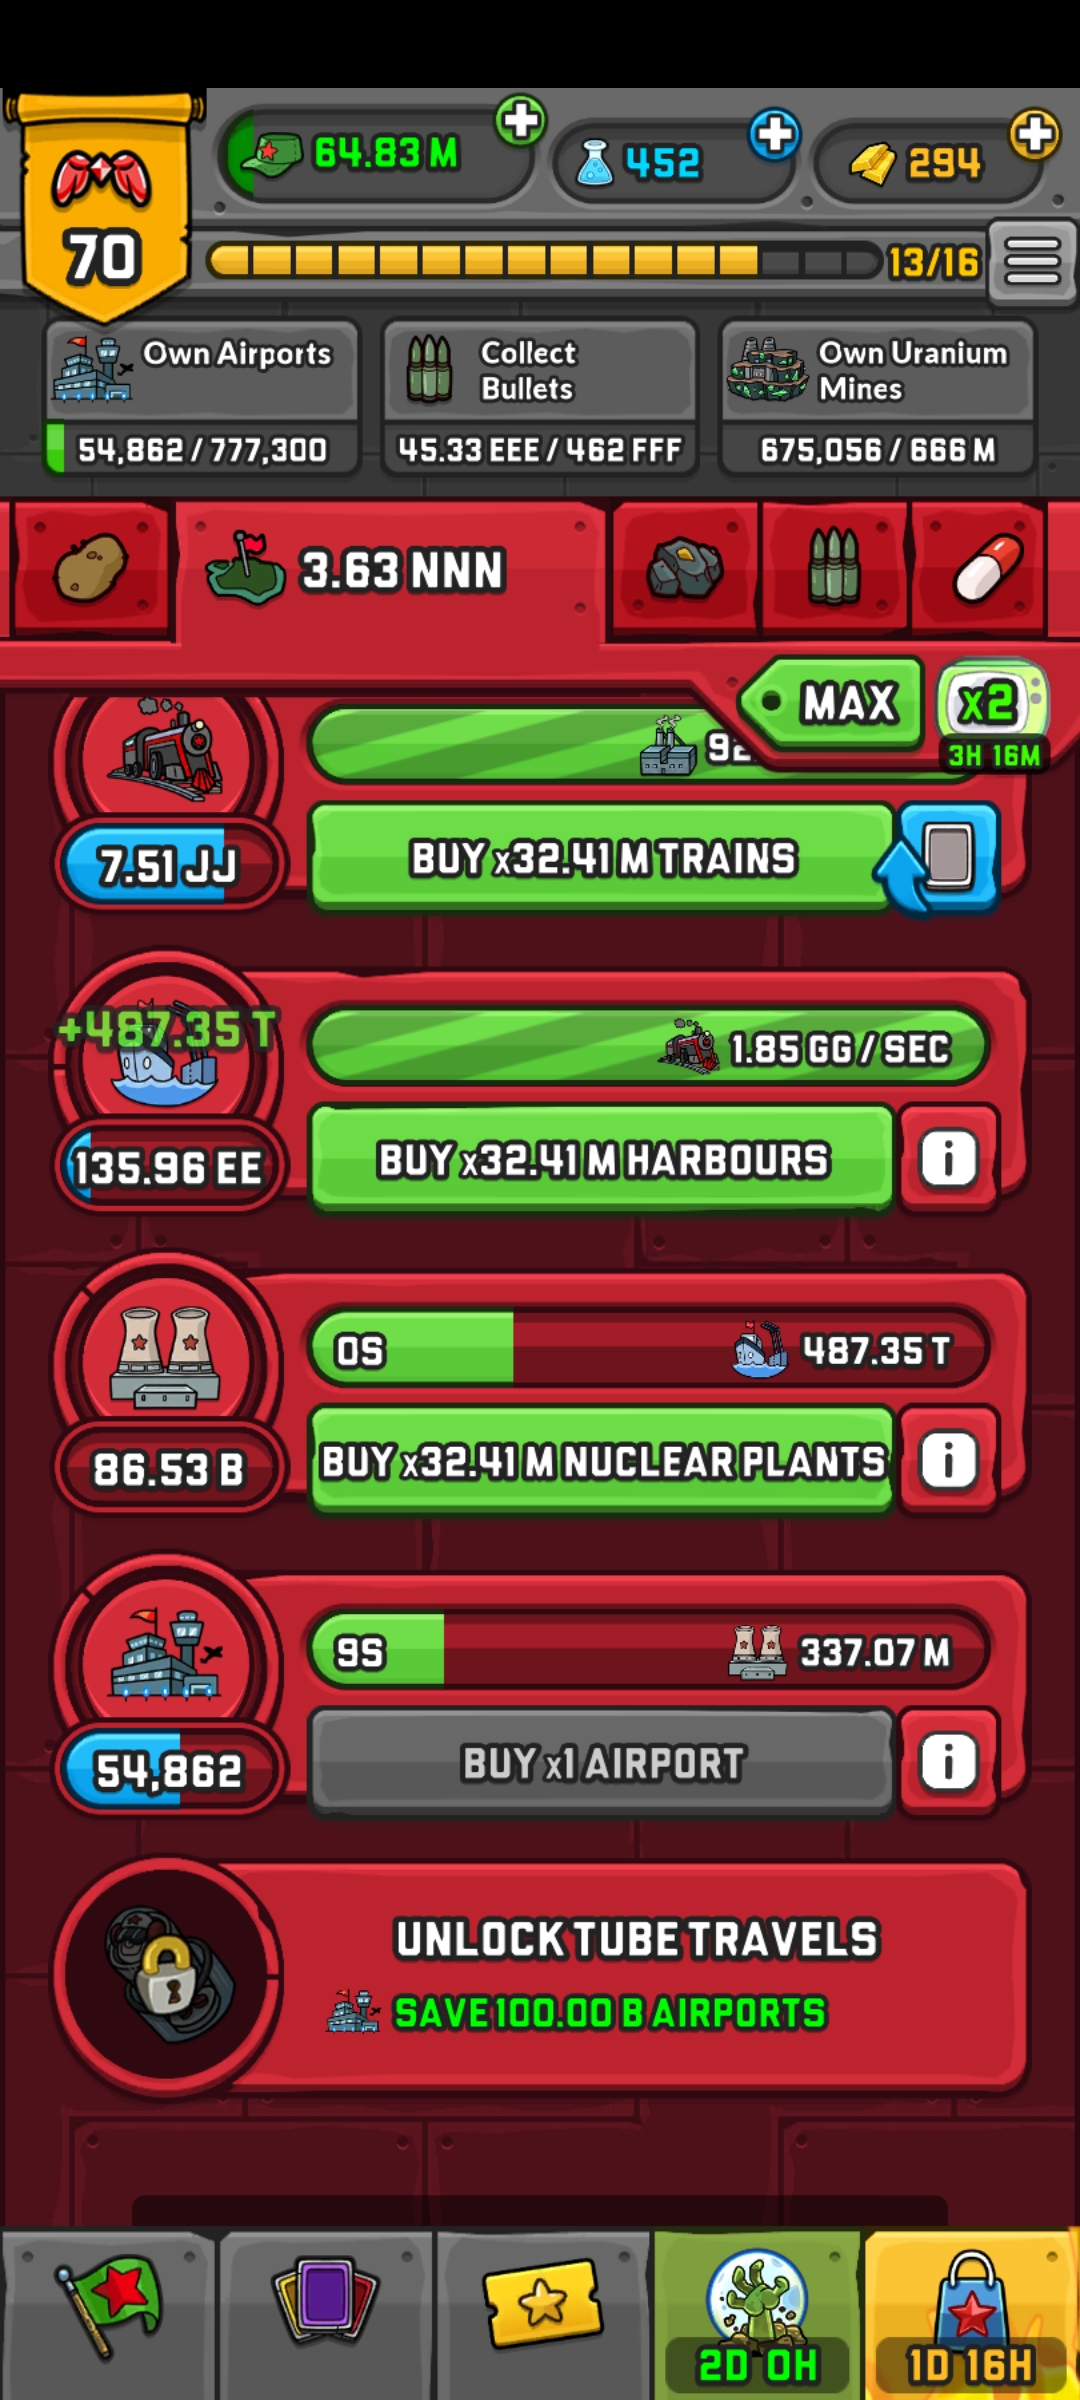 70
64.83 M
452
294
13/16
Own Airports
54,862 / 777,300
Collect
Bullets
45.33 EEE / 462 FFF
Own Uranium
Mines
675,056 / 666 M
3.63 NNN
MAX
x2
3H 16M
7.51 JJ
BUY x32.41 M TRAINS
+487.35 T
1.85 GG / SEC
135.96 EE
BUY x32.41 M HARBOURS
i
0S
487.35 T
86.53 B
BUY x32.41 M NUCLEAR PLANTS
i
9S
337.07 M
54,862
BUY x1 AIRPORT
i
UNLOCK TUBE TRAVELS
SAVE 100.00 B AIRPORTS
2D 0H
1D 16H